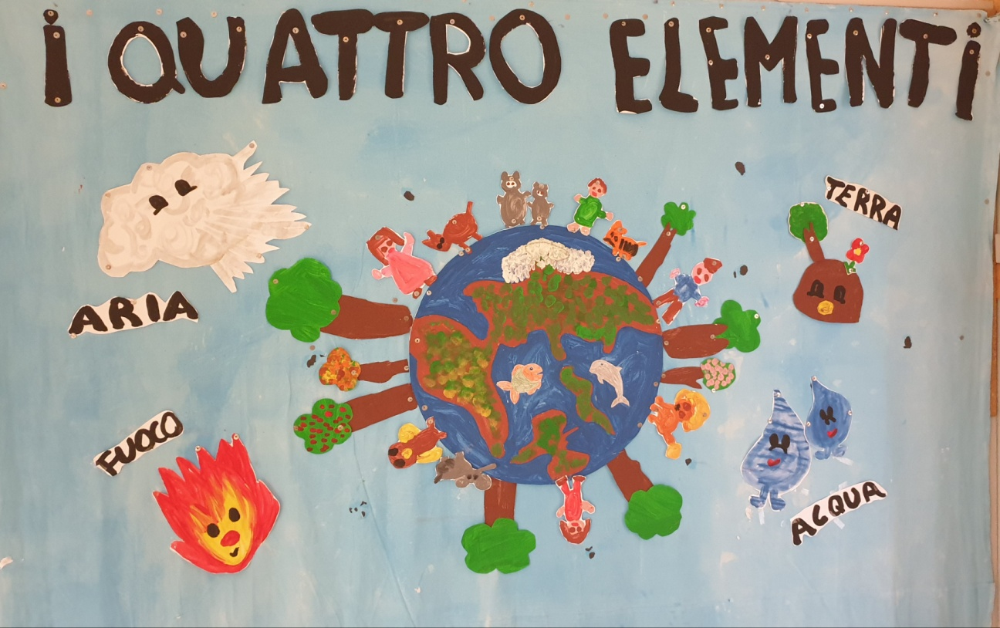 i QUATTRO ELEMENTi
TERRA
ARIA
FUOCO
ACQUA